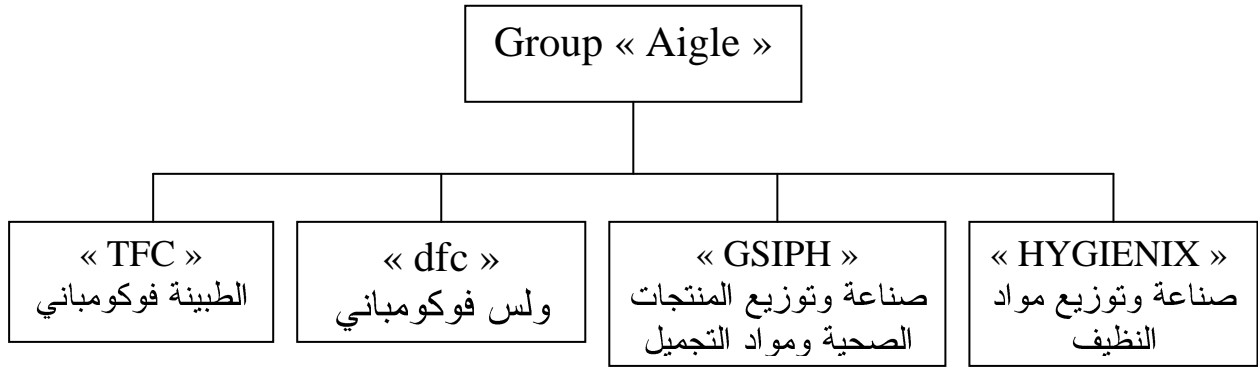 Group « Aigle »
« TFC »
الطبينة فوكومباني
« dfc »
ولس فوكومباني
« GSIPH »
صناعة وتوزيع المنتجات
الصحية ومواد التجميل
« HYGIENIX »
صناعة وتوزيع مواد
النظيف